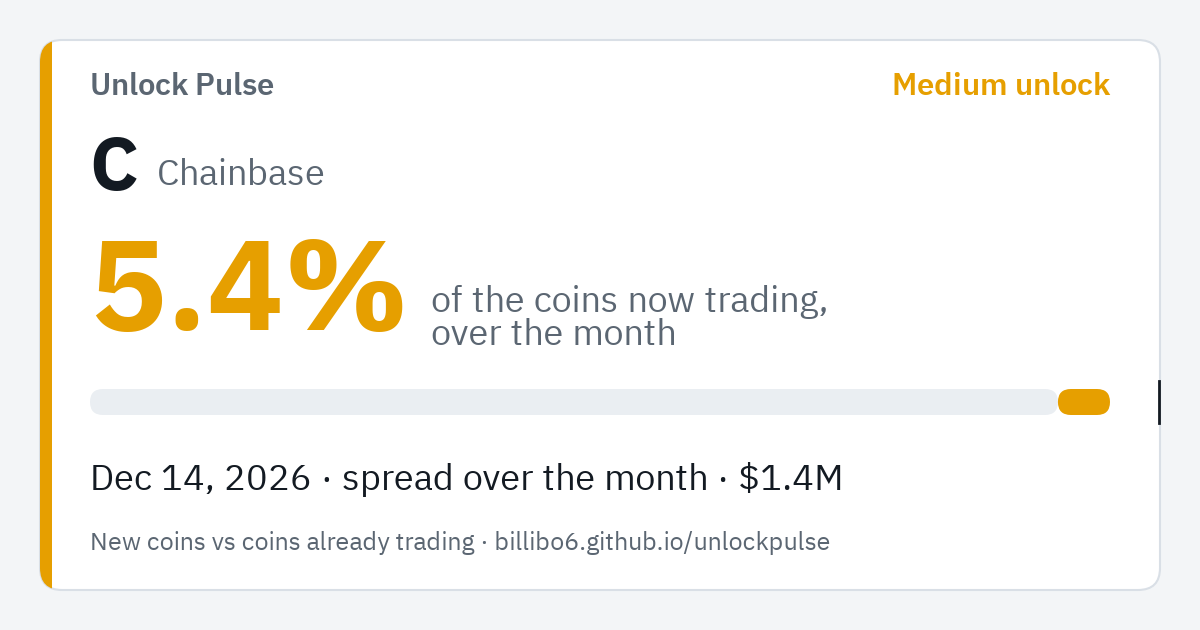 Unlock Pulse
Medium unlock
C Chainbase
5.4% of the coins now trading,
over the month
Dec 14, 2026 · spread over the month · $1.4M
New coins vs coins already trading · billibo6.github.io/unlockpulse